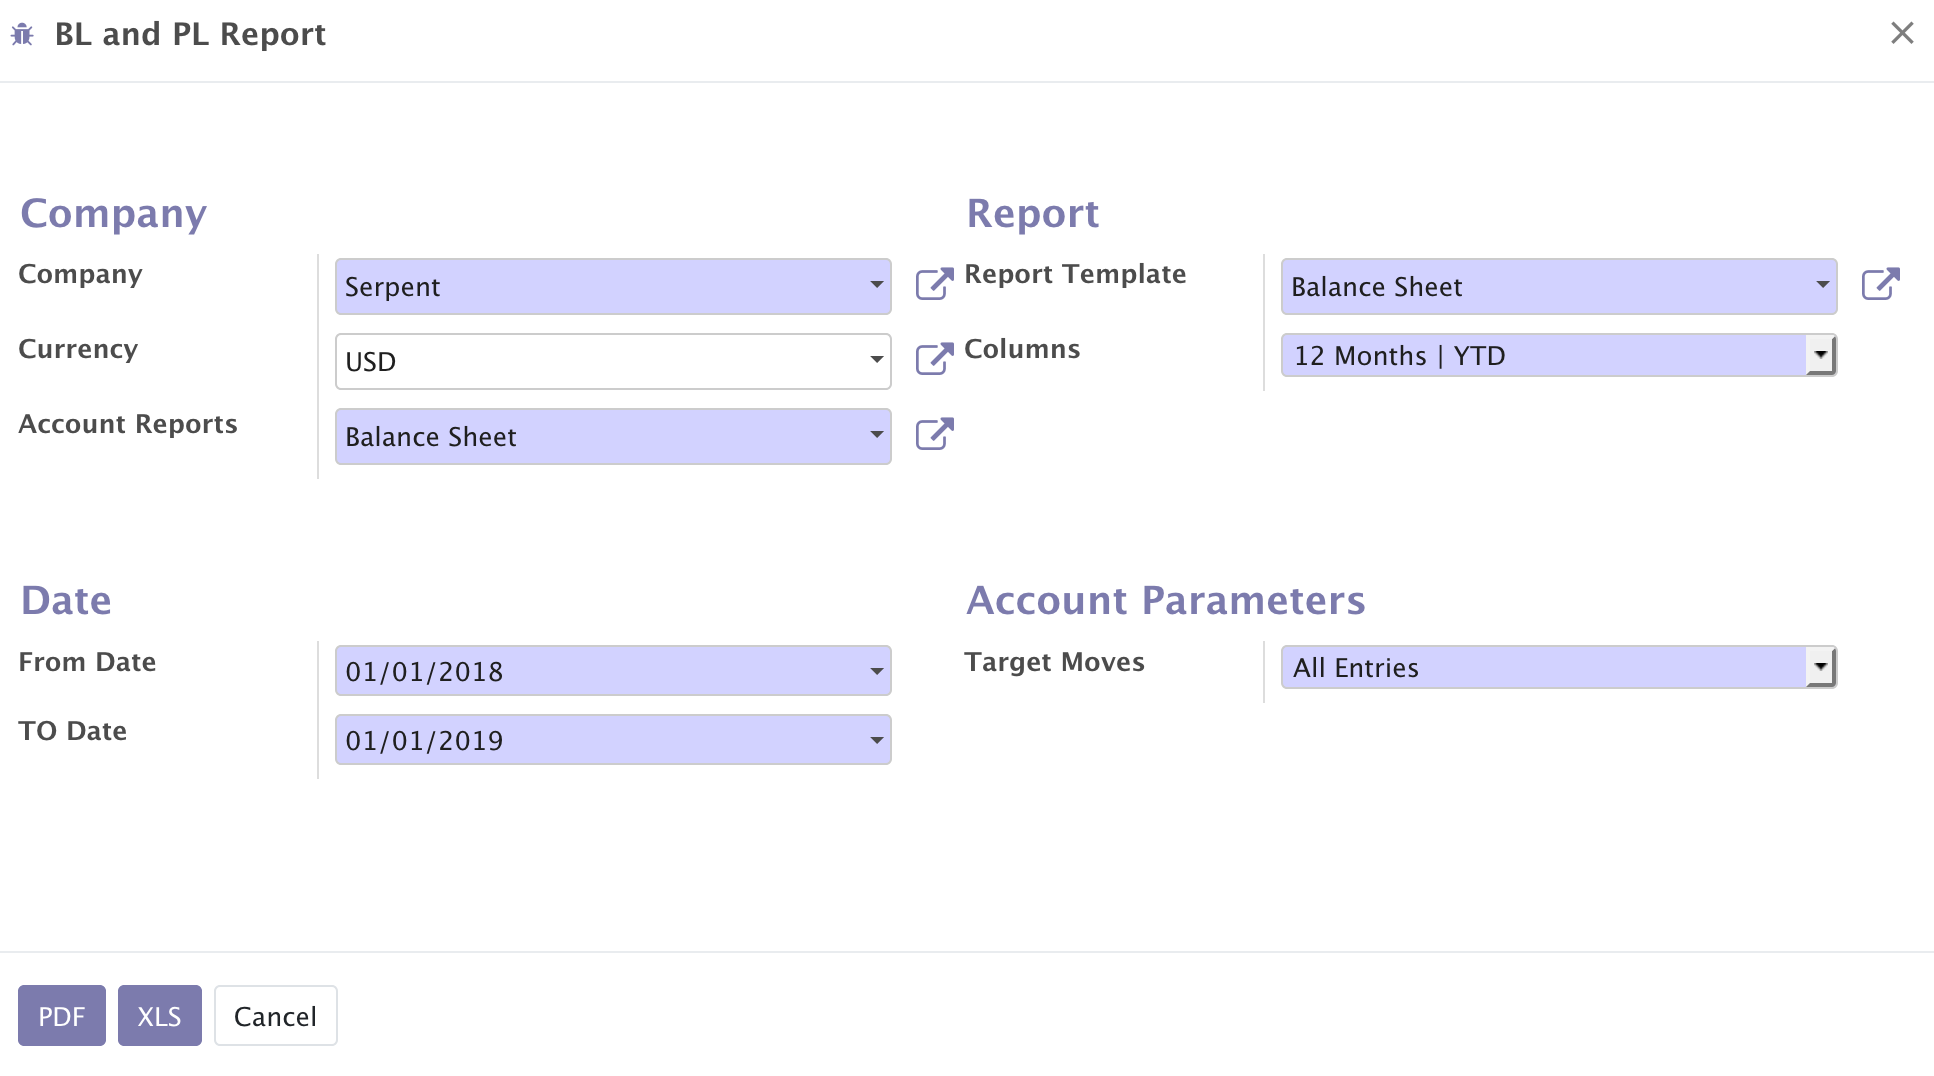 BL and PL Report
Company
Company
Serpent
Currency
USD
Account Reports
Balance Sheet
Report
Report Template
Balance Sheet
Columns
12 Months | YTD
Date
From Date
01/01/2018
TO Date
01/01/2019
Account Parameters
Target Moves
All Entries
PDF
XLS
Cancel